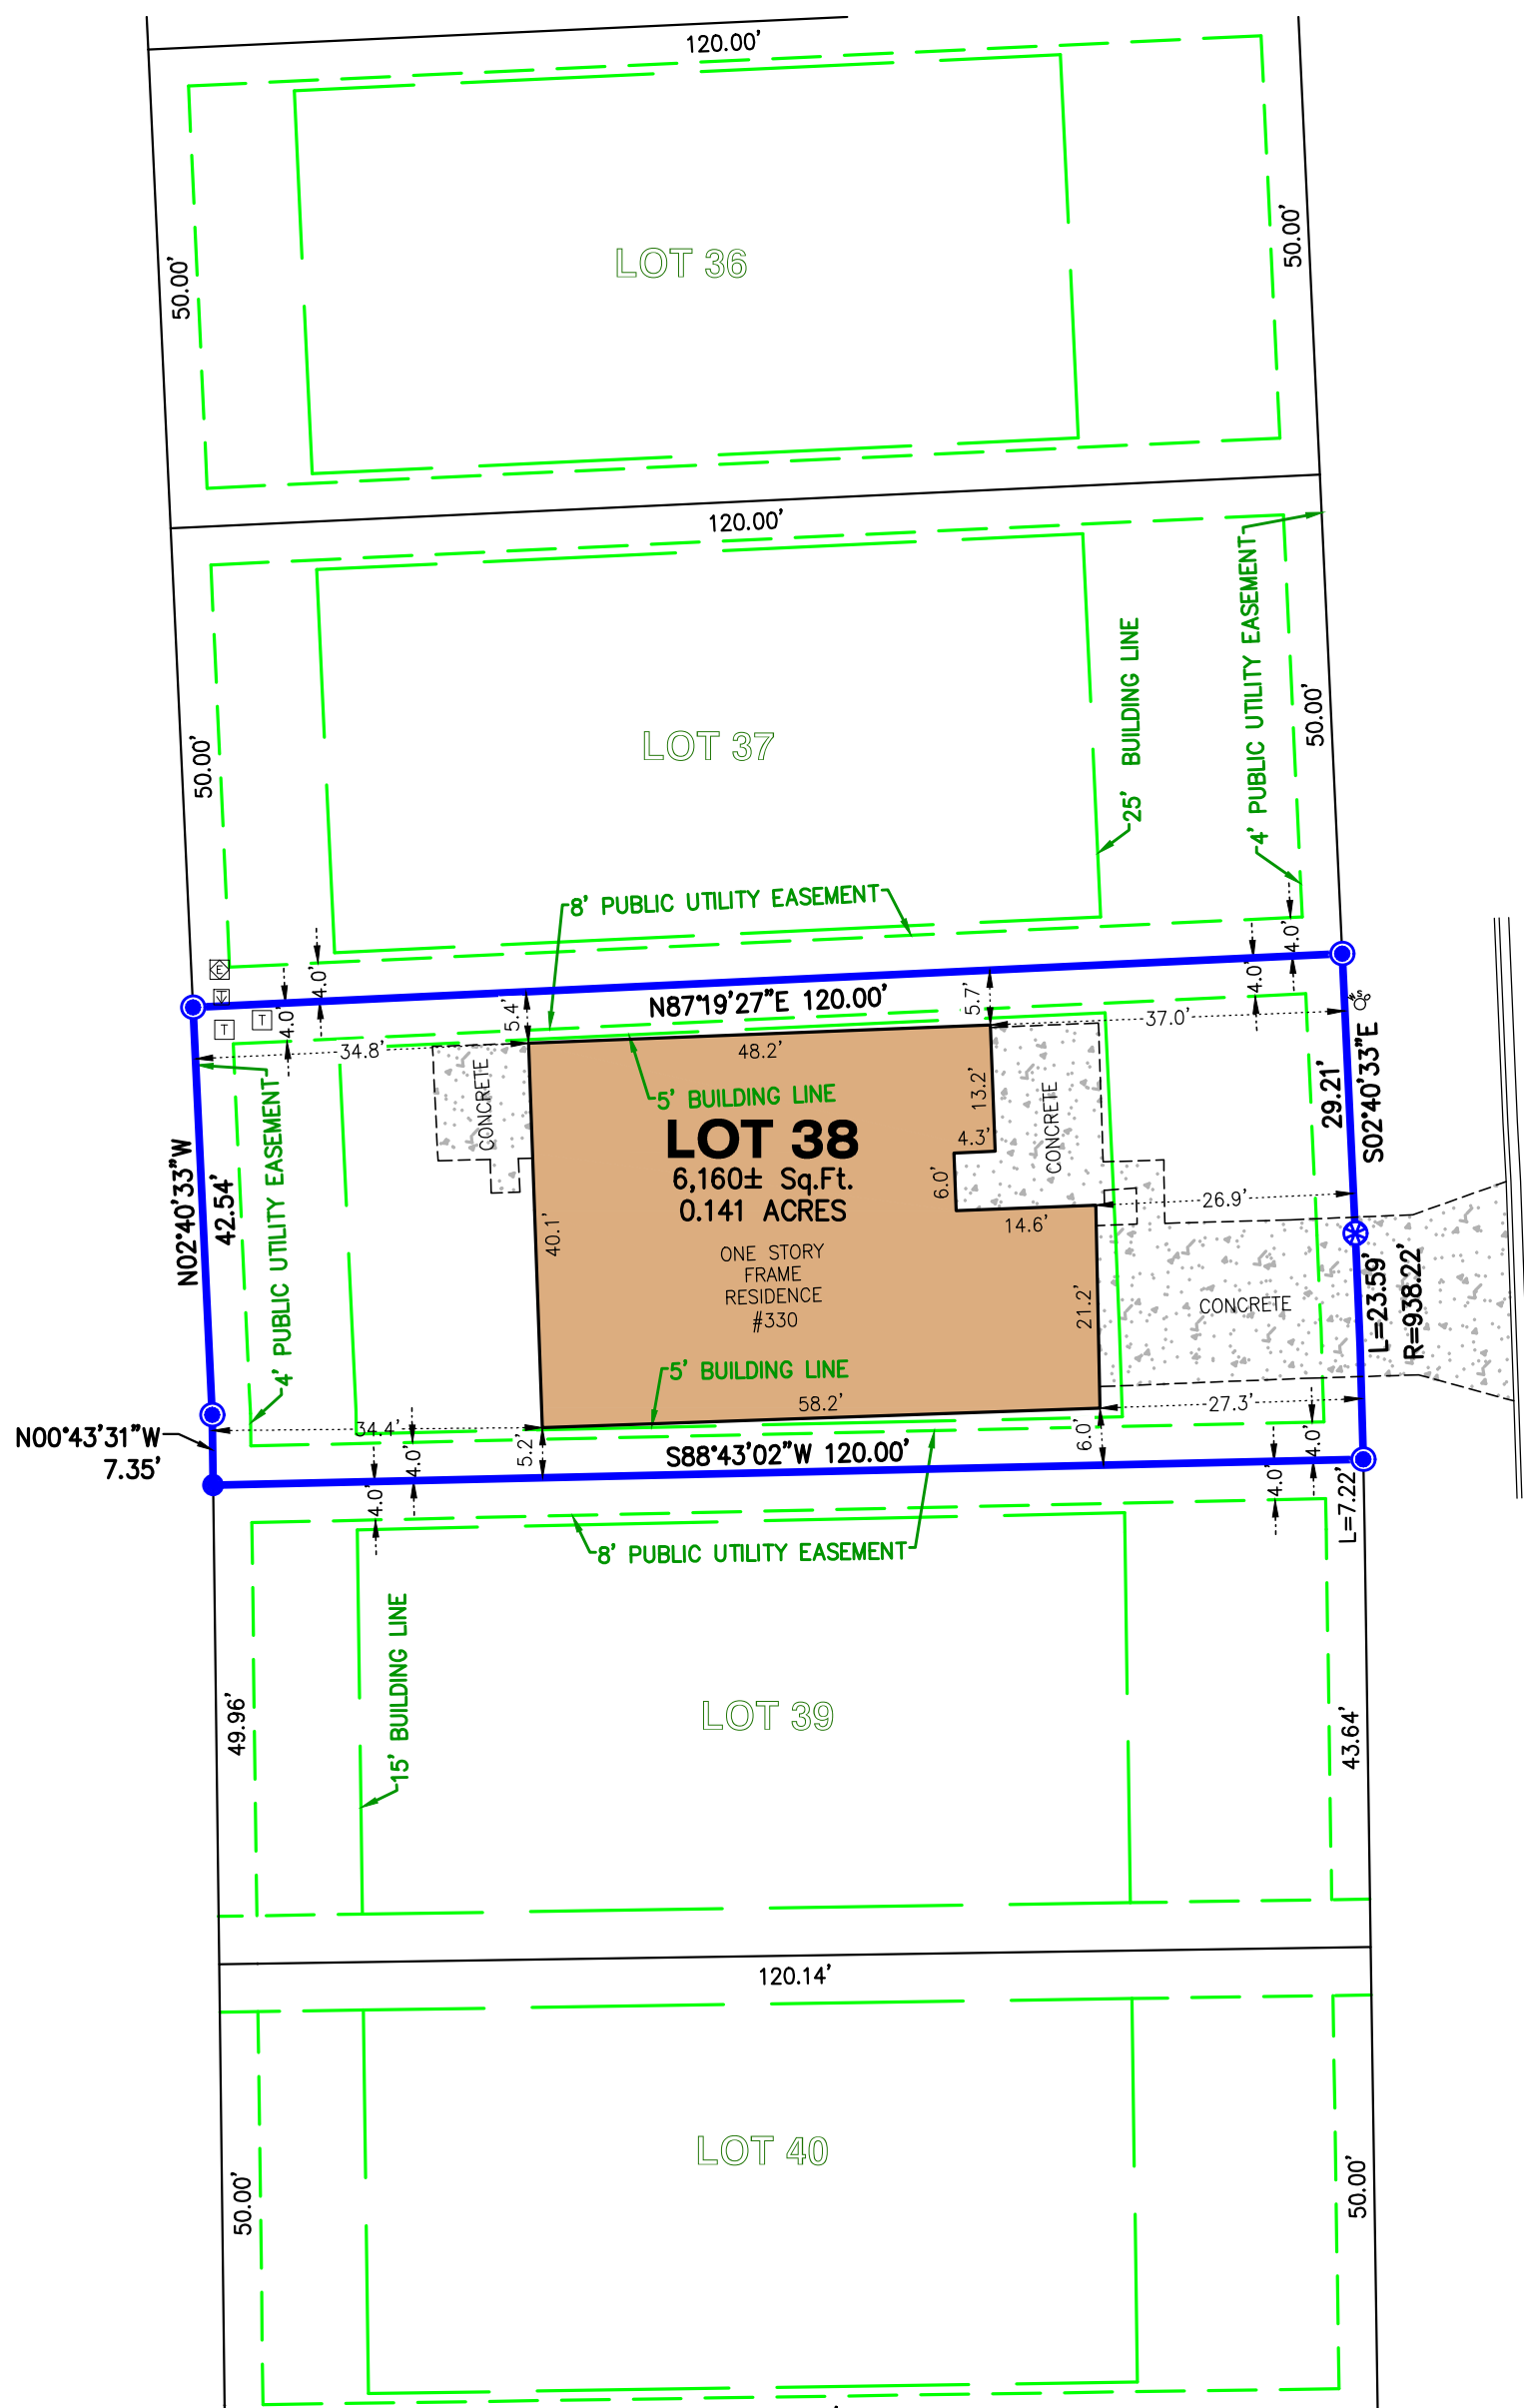 120.00'
50.00'
50.00'
LOT 36
120.00'
50.00'
50.00'
LOT 37
25' BUILDING LINE
4' PUBLIC UTILITY EASEMENT
8' PUBLIC UTILITY EASEMENT
E
T
T
T
4.0'
4.0'
4.0'
4.0'
N87°19'27"E 120.00'
5.4'
5.7'
34.8'
37.0'
48.2'
5' BUILDING LINE
CONCRETE
CONCRETE
13.2'
4.3'
6.0'
14.6'
26.9'
LOT 38
6,160± Sq.Ft.
0.141 ACRES
ONE STORY
FRAME
RESIDENCE
#330
40.1'
21.2'
CONCRETE
N02°40'33"W
42.54'
4' PUBLIC UTILITY EASEMENT
S02°40'33"E
29.21'
L=23.59'
R=938.22'
5' BUILDING LINE
58.2'
34.4'
27.3'
5.2'
6.0'
N00°43'31"W
7.35'
S88°43'02"W 120.00'
4.0'
4.0'
4.0'
4.0'
L=7.22'
8' PUBLIC UTILITY EASEMENT
15' BUILDING LINE
LOT 39
49.96'
43.64'
120.14'
LOT 40
50.00'
50.00'